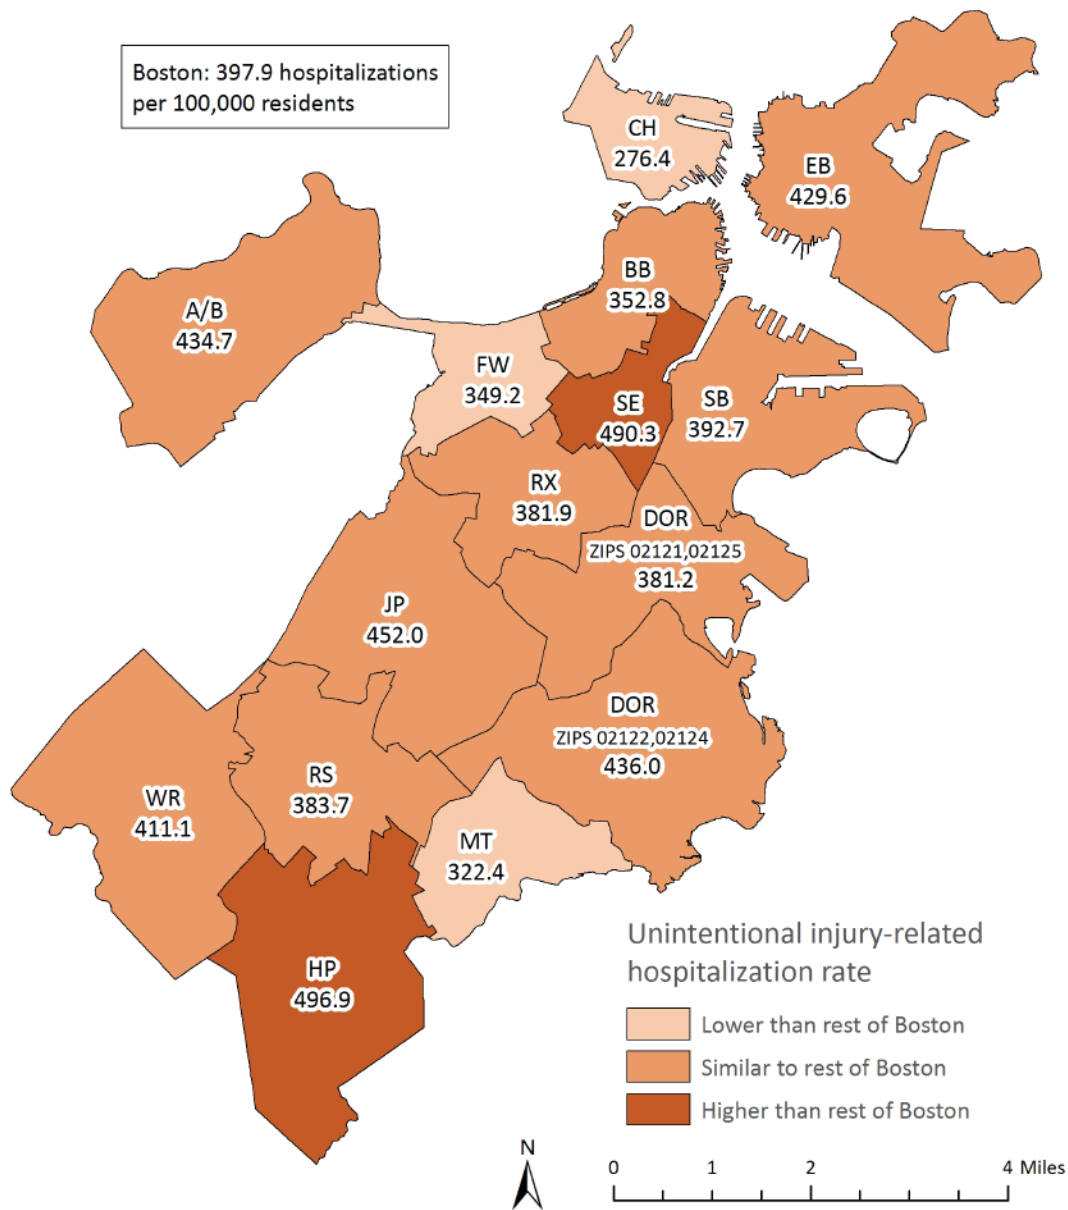 Boston: 397.9 hospitalizations
per 100,000 residents
CH
276.4
EB
429.6
BB
352.8
A/B
434.7
FW
349.2
SE
490.3
SB
392.7
RX
381.9
DOR
ZIPS 02121,02125
381.2
JP
452.0
DOR
ZIPS 02122,02124
436.0
RS
383.7
WR
411.1
MT
322.4
HP
496.9
Unintentional injury-related
hospitalization rate
Lower than rest of Boston
Similar to rest of Boston
Higher than rest of Boston
N
0 1 2 4 Miles